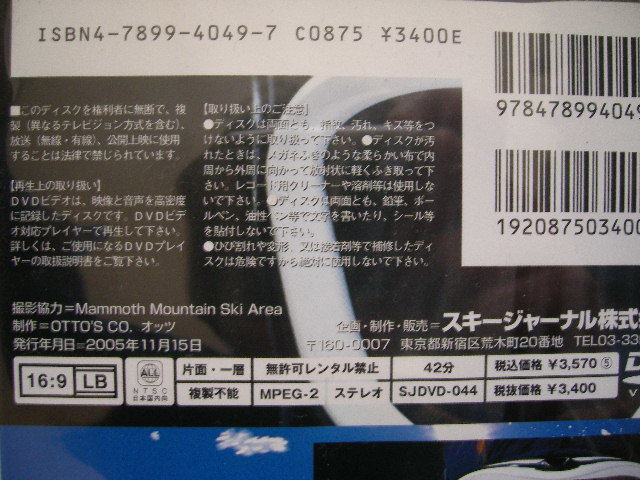 ISBN4-7899-4049-7 C0875 ¥3400E
978478994049
192087503400
■このディスクを権利者に無断で、複
製(異なるテレビジョン方式を含む)、
放送(無線・有線)、公開上映に使用
することは法律で禁じられています。
【再生上の取り扱い】
DVDビデオは、映像と音声を高密度
に記録したディスクです。DVDビデ
オ対応プレイヤーで再生して下さい。
詳しくは、ご使用になるDVDプレイヤ
ーの取扱説明書をご覧下さい。
【取り扱い上のご注意】
●ディスクは両面とも、指紋、汚れ、キズ等をつ
けないように取り扱って下さい。●ディスクが汚
れたときは、メガネふきのような柔らかい布で内
周から外周に向かって放射状に軽くふき取って下
さい。レコード用クリーナーや溶剤等は使用しな
いで下さい。●ディスクは両面とも、鉛筆、ボー
ルペン、油性ペン等で文字を書いたり、シール等
を貼付しないで下さい。
●ひび割れや変形、又は接着剤等で補修したディ
スクは危険ですから絶対に使用しないで下さい。
撮影協力=Mammoth Mountain Ski Area
制作=OTTO'S CO. オッツ
発行年月日=2005年11月15日
企画・制作・販売=スキージャーナル株式
〒160-0007 東京都新宿区荒木町20番地 TEL03-335
16:9 LB
ALL
NTSC
日本国内向
片面・一層
無許可レンタル禁止
42分
税込価格 ¥3,570 ⑤
複製不能
MPEG-2 ステレオ
SJDVD-044
税抜価格 ¥3,400